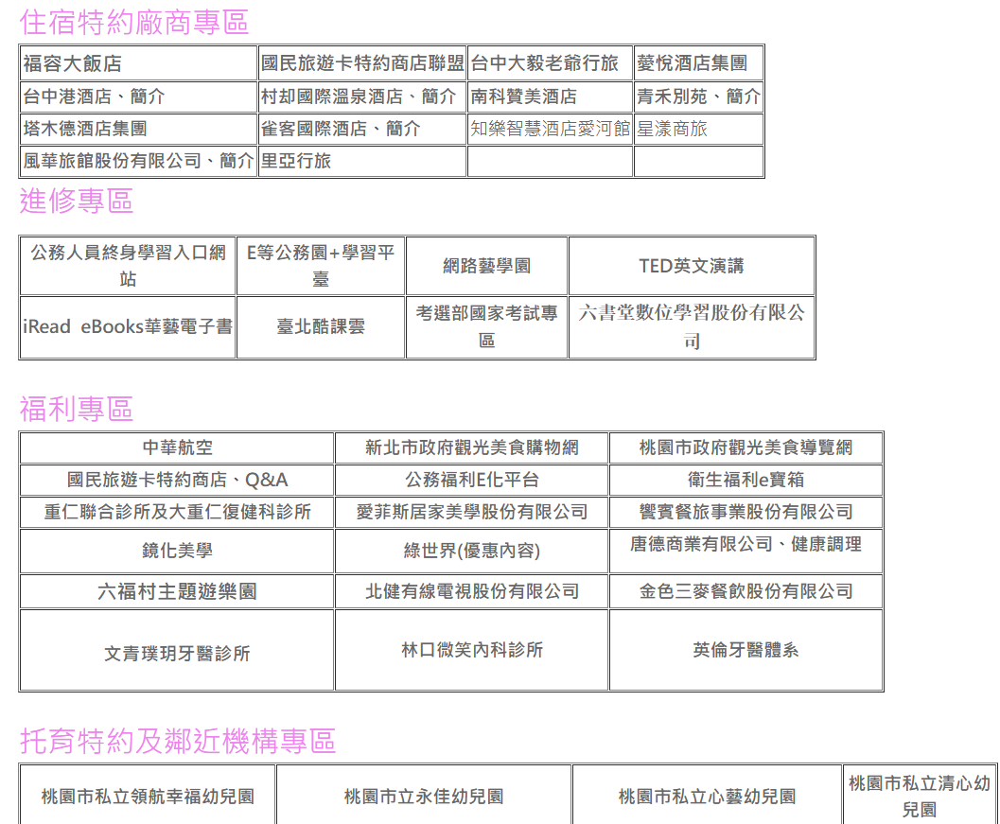 住宿特約廠商專區
福容大飯店 國民旅遊卡特約商店聯盟 台中大毅老爺行旅 薆悅酒店集團
台中港酒店、簡介 村却國際溫泉酒店、簡介 南科贊美酒店 青禾別苑、簡介
塔木德酒店集團 雀客國際酒店、簡介 知樂智慧酒店愛河館 星漾商旅
風華旅館股份有限公司、簡介 里亞行旅
進修專區
公務人員終身學習入口網站 E等公務園+學習平臺 網路藝學園 TED英文演講
iRead eBooks華藝電子書 臺北酷課雲 考選部國家考試專區 六書堂數位學習股份有限公司
福利專區
中華航空 新北市政府觀光美食購物網 桃園市政府觀光美食導覽網
國民旅遊卡特約商店、Q&A 公務福利E化平台 衛生福利e寶箱
重仁聯合診所及大重仁復健科診所 愛菲斯居家美學股份有限公司 饗賓餐旅事業股份有限公司
鏡化美學 綠世界(優惠內容) 唐德商業有限公司、健康調理
六福村主題遊樂園 北健有線電視股份有限公司 金色三麥餐飲股份有限公司
文青璞玥牙醫診所 林口微笑內科診所 英倫牙醫體系
托育特約及鄰近機構專區
桃園市私立領航幸福幼兒園 桃園市立永佳幼兒園 桃園市私立心藝幼兒園 桃園市私立清心幼兒園